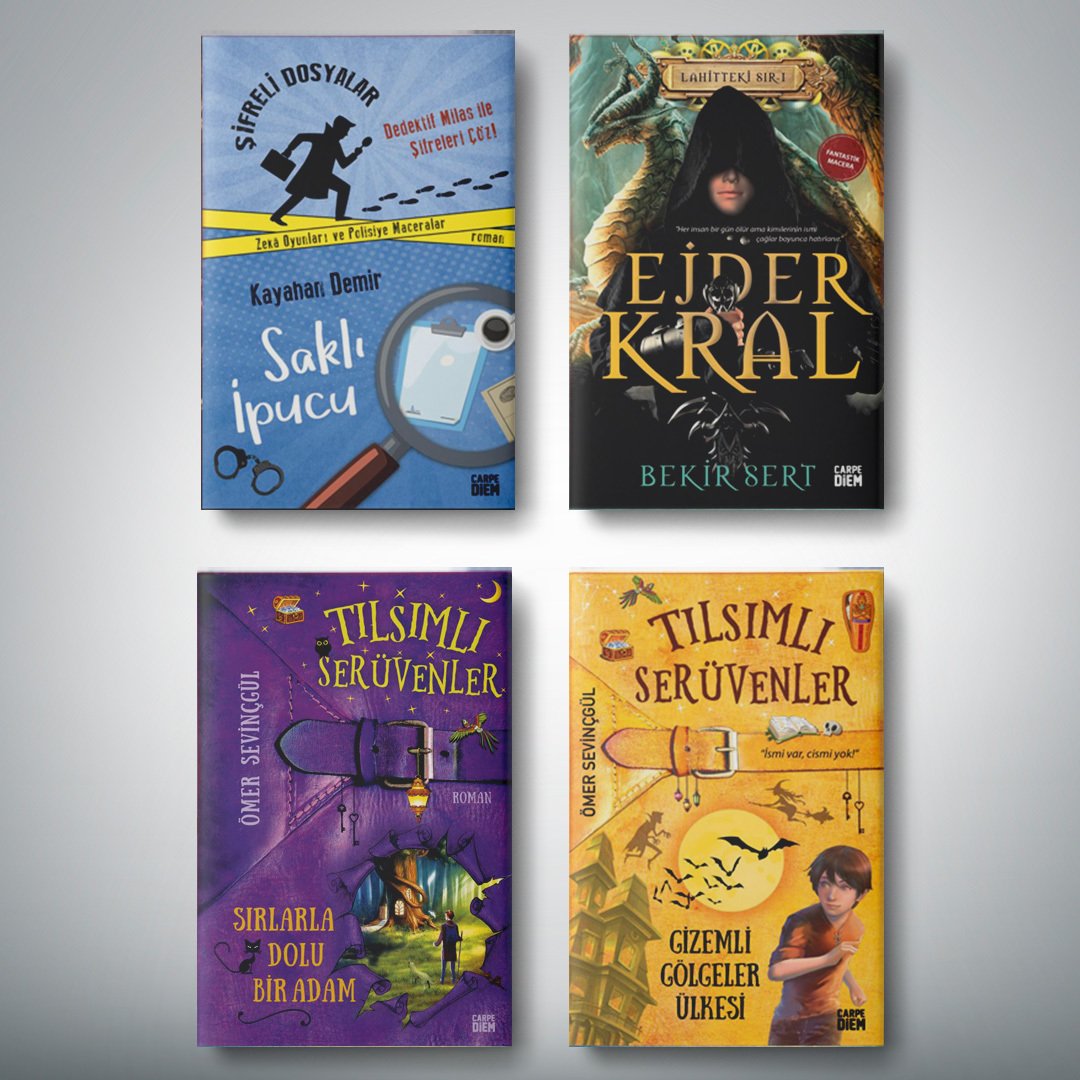 ŞİFRELİ DOSYALAR
Dedektif Milas ile
Şifreleri Çöz!
Zekâ Oyunları ve Polisiye Maceralar
roman
Kayahan Demir
Saklı
İpucu
CARPE
DIEM
LAHİTTEKİ SIR-1
FANTASTİK
MACERA
"Her insan bir gün ölür ama kimilerinin ismi
çağlar boyunca hatırlanır."
EJDER
KRAL
BEKİR SERT
CARPE
DIEM
TILSIMLI
SERÜVENLER
ÖMER SEVİNÇGÜL
ROMAN
SIRLARLA
DOLU
BİR ADAM
CARPE
DIEM
TILSIMLI
SERÜVENLER
ÖMER SEVİNÇGÜL
"İsmi var, cismi yok!"
GİZEMLİ
GÖLGELER
ÜLKESİ
CARPE
DIEM